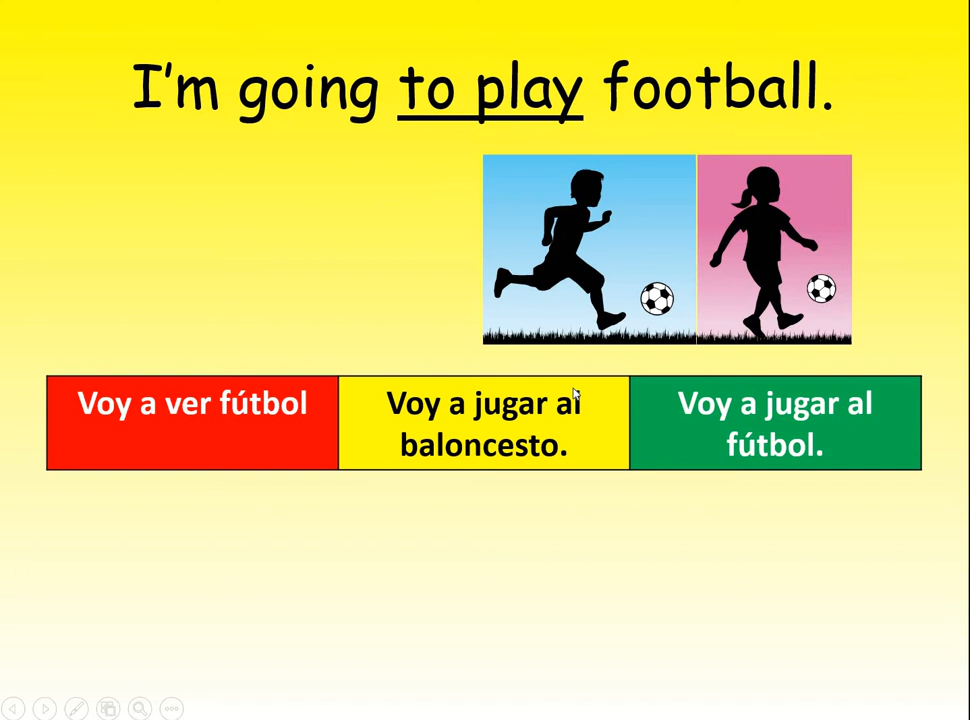 I'm going to play football.
Voy a ver fútbol
Voy a jugar al
baloncesto.
Voy a jugar al
fútbol.